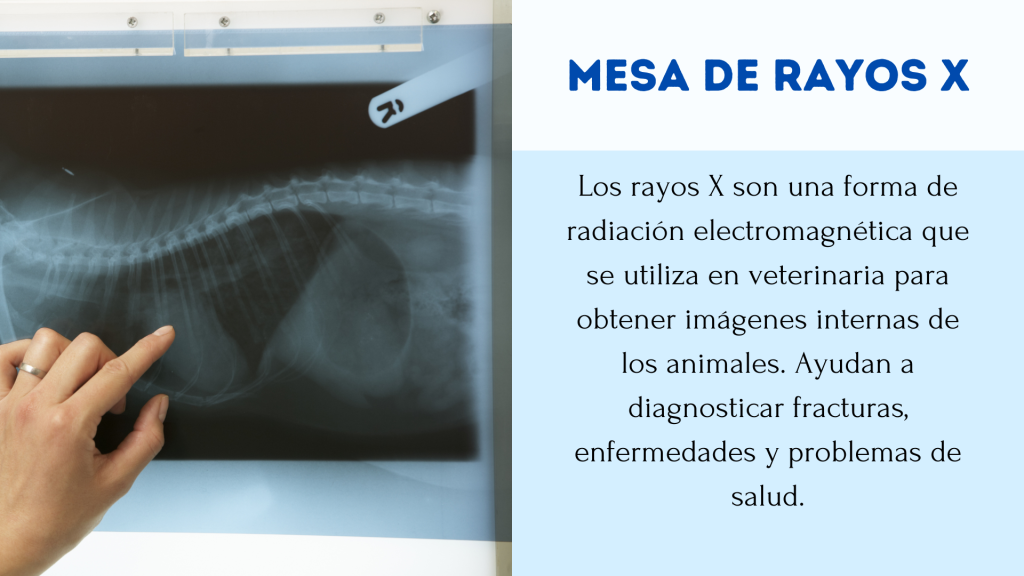 R
MESA DE RAYOS X
Los rayos X son una forma de
radiación electromagnética que
se utiliza en veterinaria para
obtener imágenes internas de
los animales. Ayudan a
diagnosticar fracturas,
enfermedades y problemas de
salud.